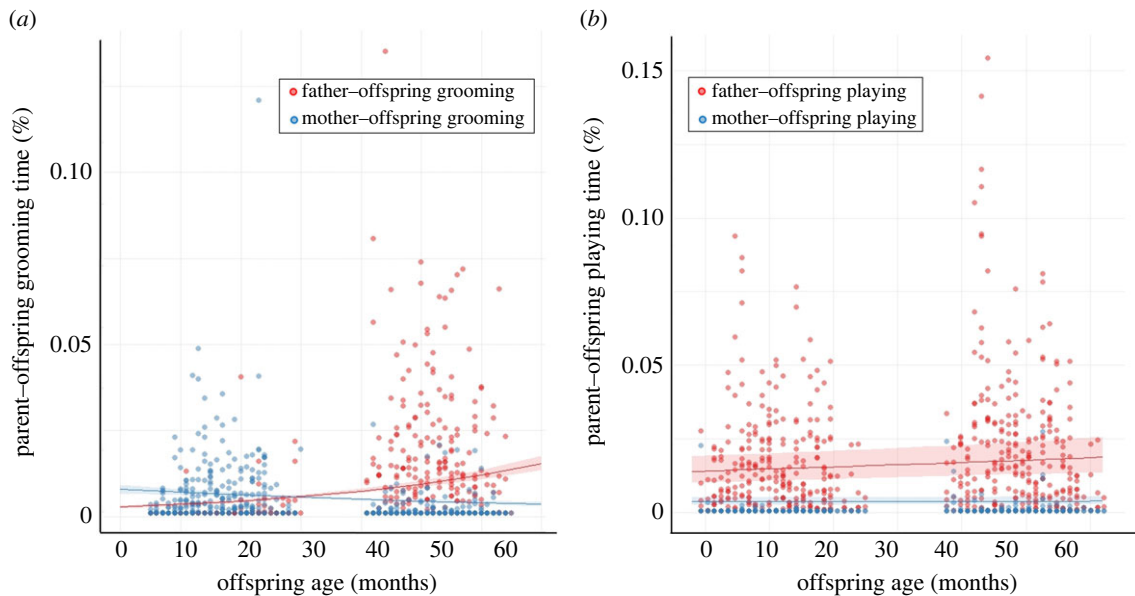 (a)
parent–offspring grooming time (%)
0.10
0.05
0
father–offspring grooming
mother–offspring grooming
0 10 20 30 40 50 60
offspring age (months)
(b)
parent–offspring playing time (%)
0.15
0.10
0.05
0
father–offspring playing
mother–offspring playing
0 10 20 30 40 50 60
offspring age (months)